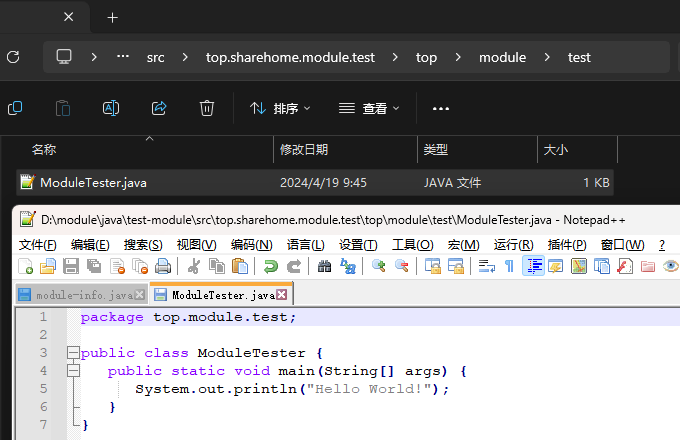 src > top.sharehome.module.test > top > module > test
排序 查看
名称 修改日期 类型 大小
ModuleTester.java 2024/4/19 9:45 JAVA 文件 1 KB
D:\module\java\test-module\src\top.sharehome.module.test\top\module\test\ModuleTester.java - Notepad++
文件(F) 编辑(E) 搜索(S) 视图(V) 编码(N) 语言(L) 设置(T) 工具(O) 宏(M) 运行(R) 插件(P) 窗口(W) ?
module-info.java ModuleTester.java
1 package top.module.test;
2
3 public class ModuleTester {
4 public static void main(String[] args) {
5 System.out.println("Hello World!");
6 }
7 }